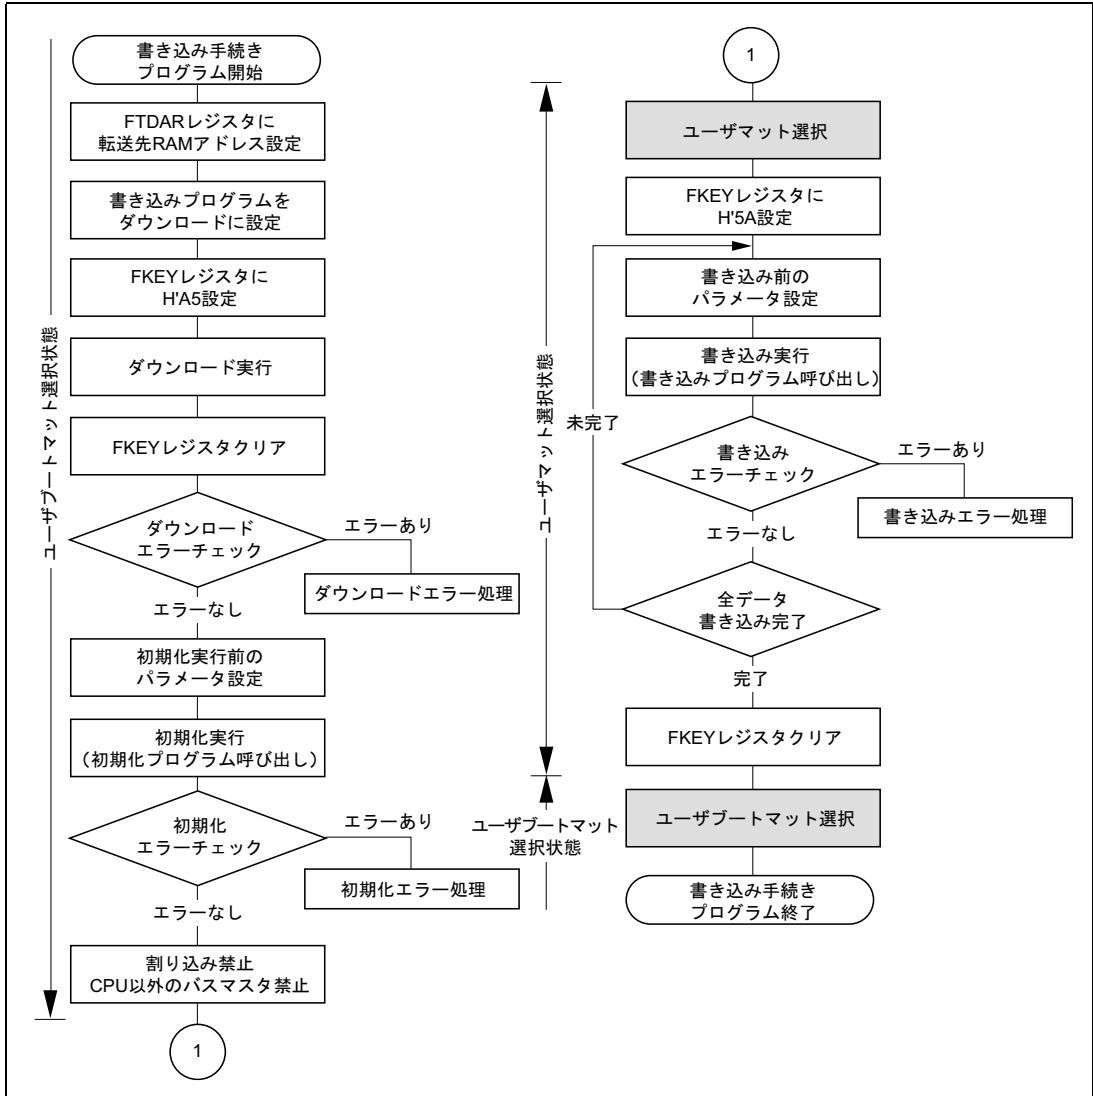 書き込み手続き
プログラム開始
FTDARレジスタに
転送先RAMアドレス設定
書き込みプログラムを
ダウンロードに設定
FKEYレジスタに
H'A5設定
ダウンロード実行
FKEYレジスタクリア
ダウンロード
エラーチェック
エラーあり
ダウンロードエラー処理
エラーなし
初期化実行前の
パラメータ設定
初期化実行
（初期化プログラム呼び出し）
初期化
エラーチェック
エラーあり
初期化エラー処理
エラーなし
割り込み禁止
CPU以外のバスマスタ禁止
1
ユーザブートマット選択状態
1
ユーザマット選択
FKEYレジスタに
H'5A設定
書き込み前の
パラメータ設定
書き込み実行
（書き込みプログラム呼び出し）
書き込み
エラーチェック
エラーあり
書き込みエラー処理
エラーなし
全データ
書き込み完了
未完了
完了
FKEYレジスタクリア
ユーザブートマット選択
書き込み手続き
プログラム終了
ユーザマット選択状態
ユーザブートマット
選択状態